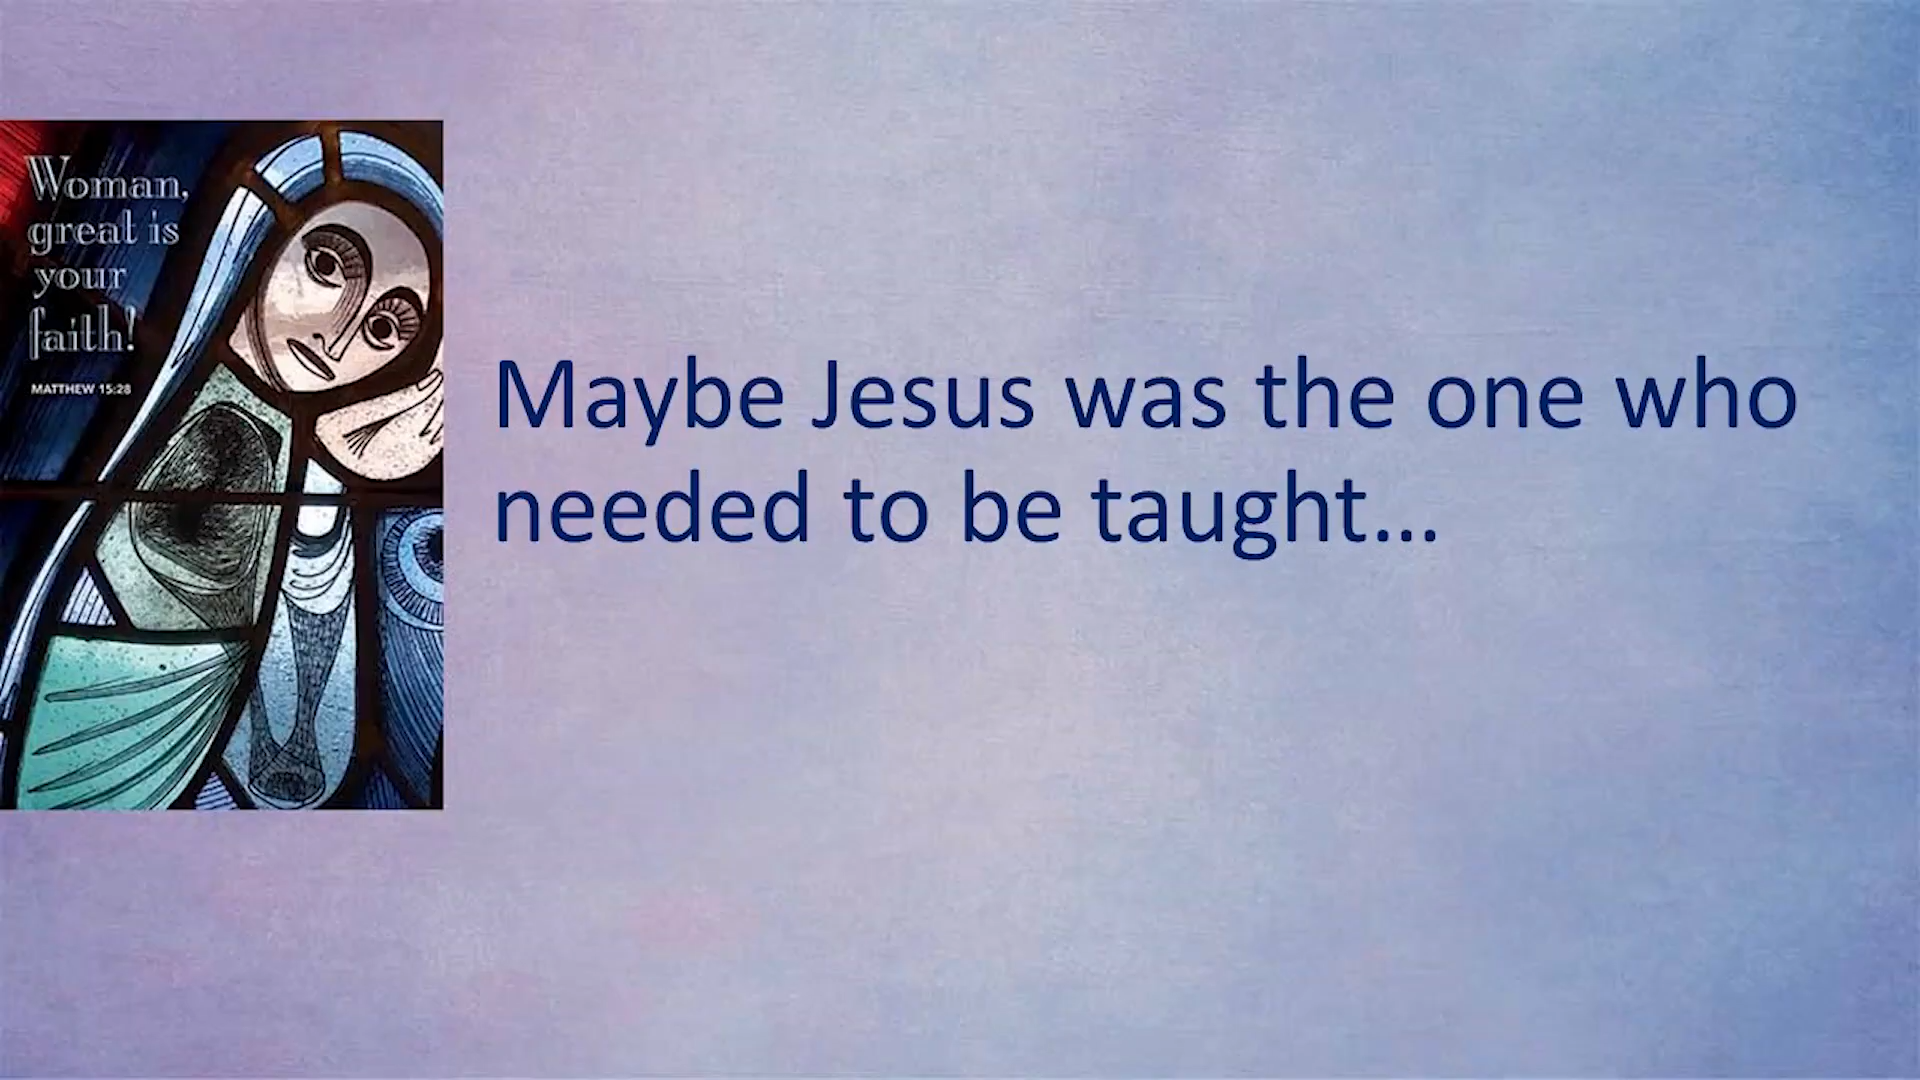 Woman,
great is
your
faith!
MATTHEW 15:28
Maybe Jesus was the one who
needed to be taught...